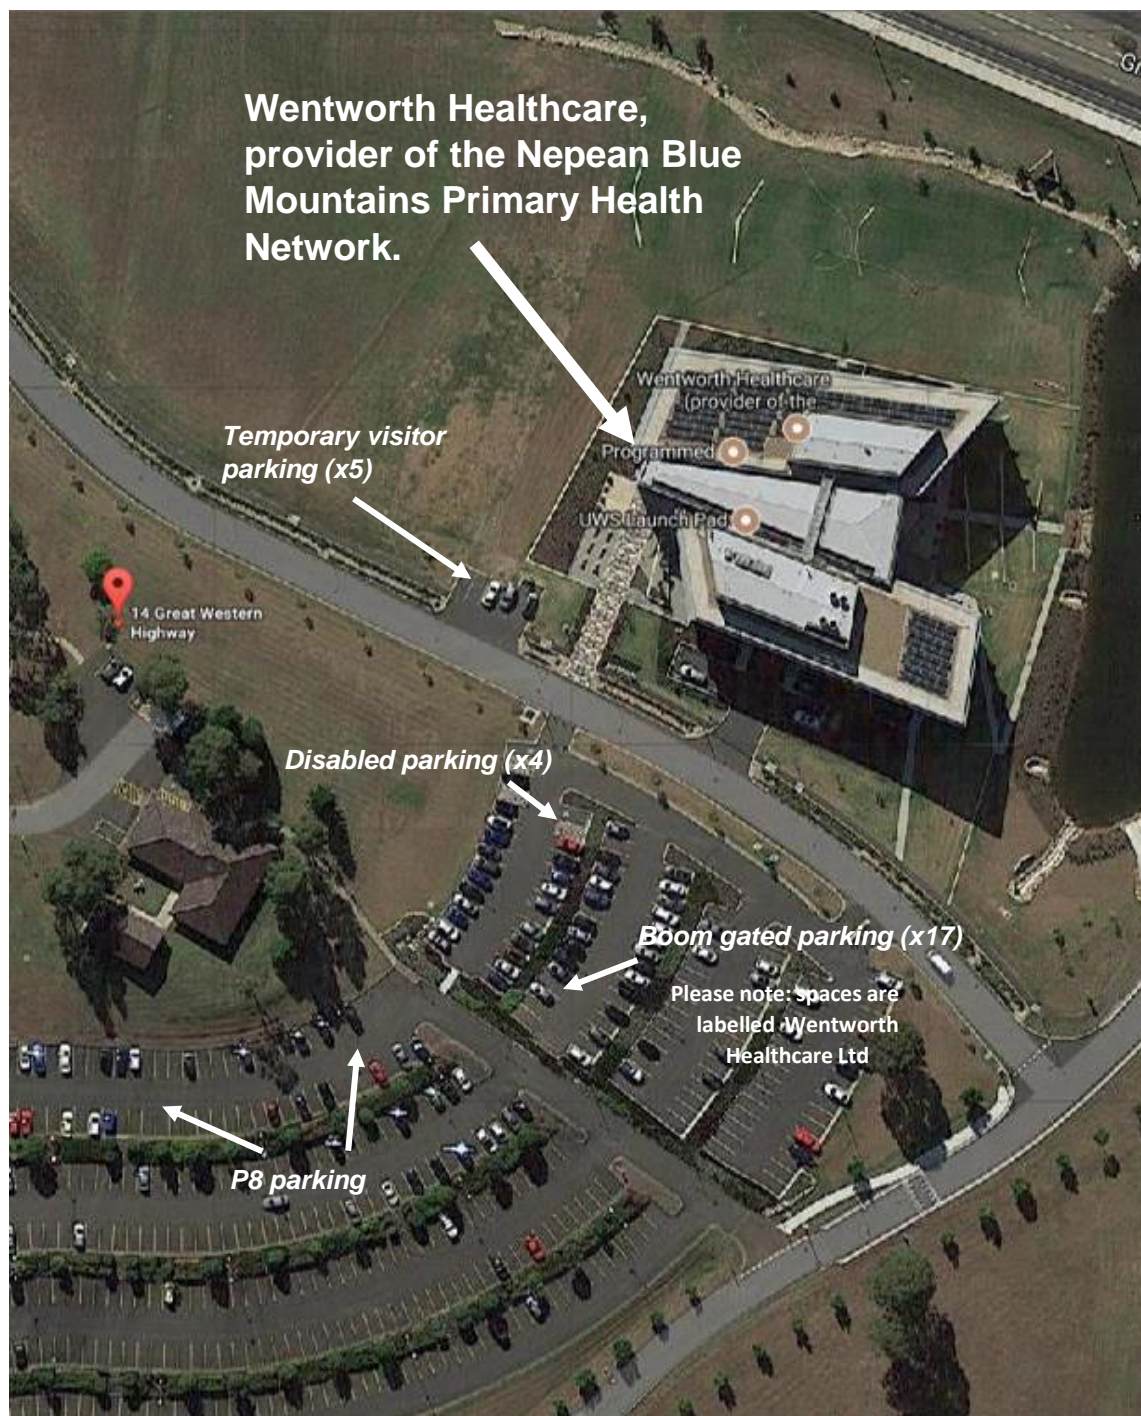 Gr
Wentworth Healthcare,
provider of the Nepean Blue
Mountains Primary Health
Network.
Wentworth Healthcare
(provider of the
Temporary visitor
parking (x5)
Programmed
UWS Launch Pad
14 Great Western
Highway
Disabled parking (x4)
Boom gated parking (x17)
Please note: spaces are
labelled Wentworth
Healthcare Ltd
P8 parking